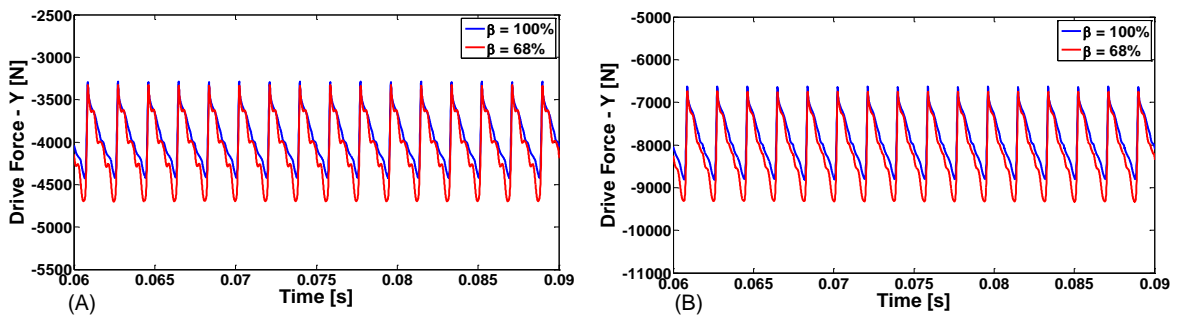 Drive Force - Y [N]
-2500
-3000
-3500
-4000
-4500
-5000
-5500
β = 100%
β = 68%
0.06 0.065 0.07 0.075 0.08 0.085 0.09
Time [s]
(A)
Drive Force - Y [N]
-5000
-6000
-7000
-8000
-9000
-10000
-11000
β = 100%
β = 68%
0.06 0.065 0.07 0.075 0.08 0.085 0.09
Time [s]
(B)